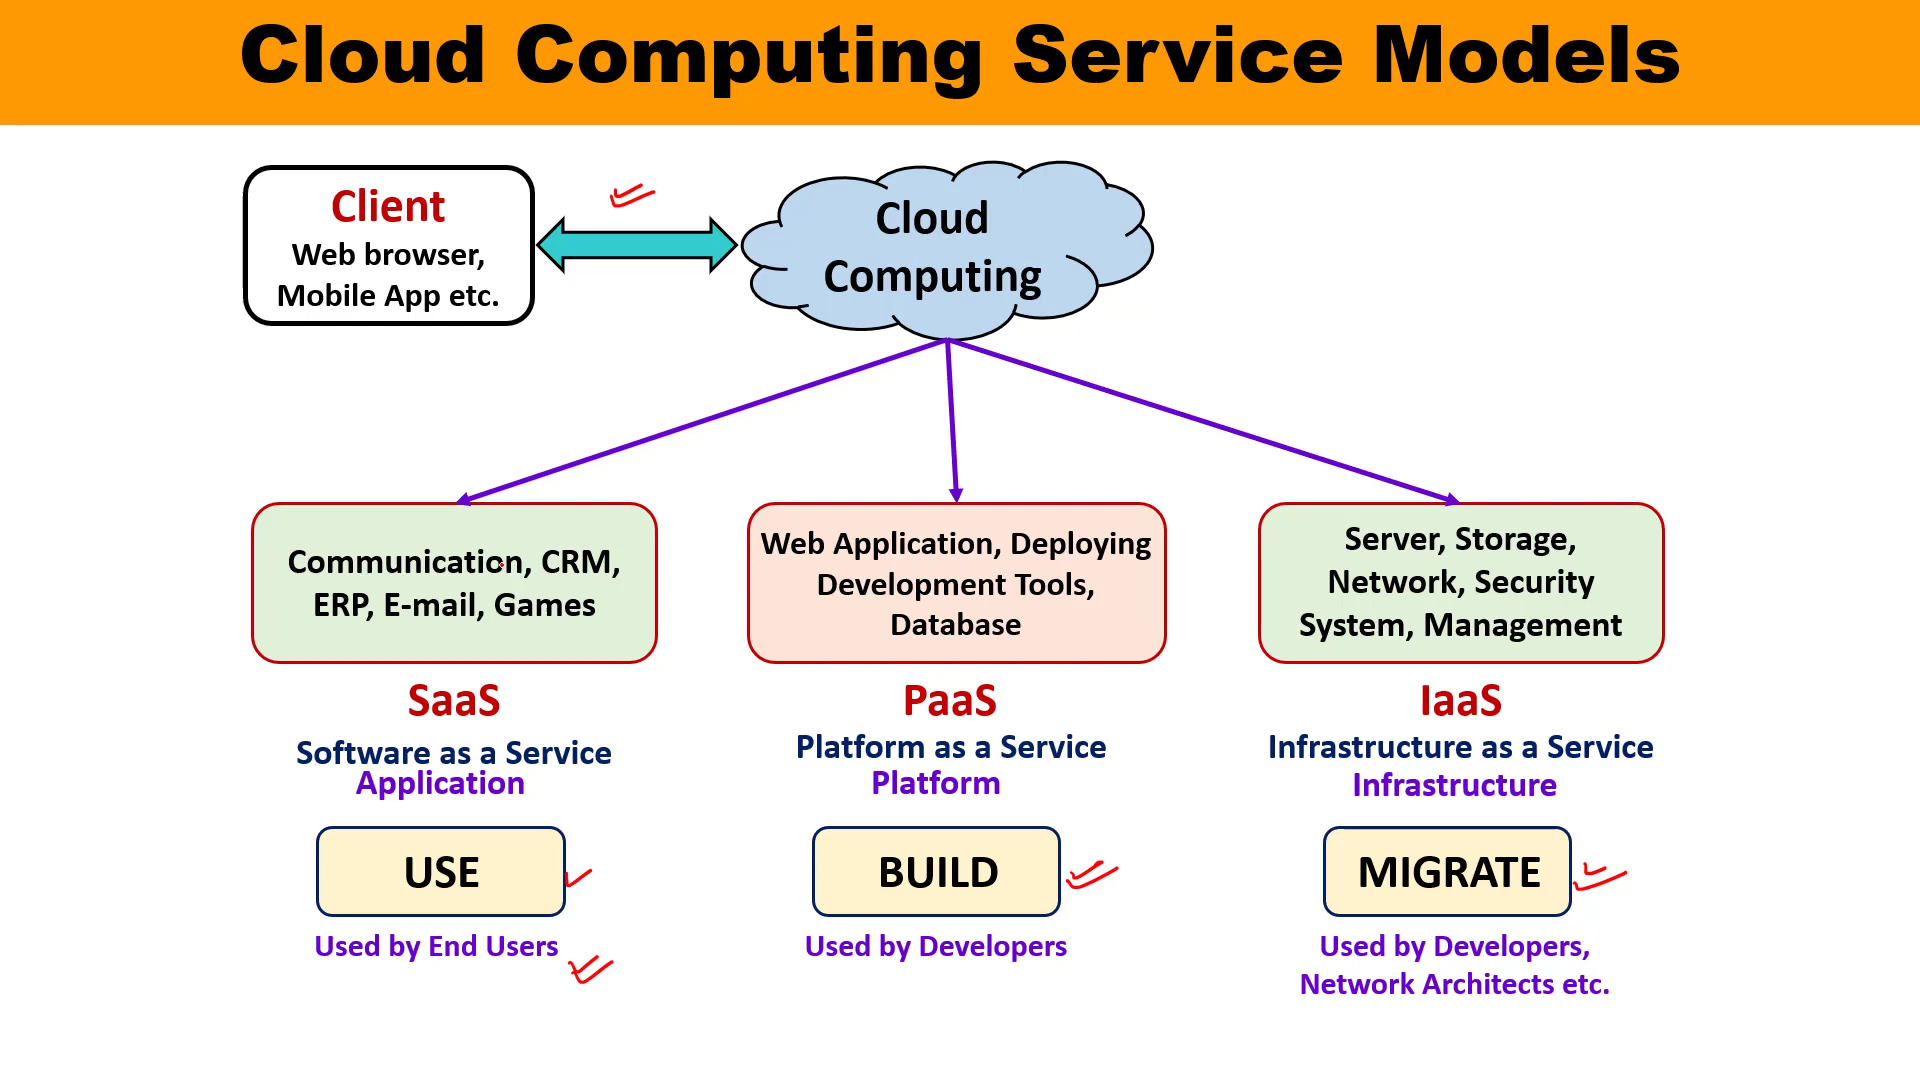 Cloud Computing Service Models
Client
Web browser,
Mobile App etc.
Cloud
Computing
Communication, CRM,
ERP, E-mail, Games
SaaS
Software as a Service
Application
USE
Used by End Users
Web Application, Deploying
Development Tools,
Database
PaaS
Platform as a Service
Platform
BUILD
Used by Developers
Server, Storage,
Network, Security
System, Management
IaaS
Infrastructure as a Service
Infrastructure
MIGRATE
Used by Developers,
Network Architects etc.